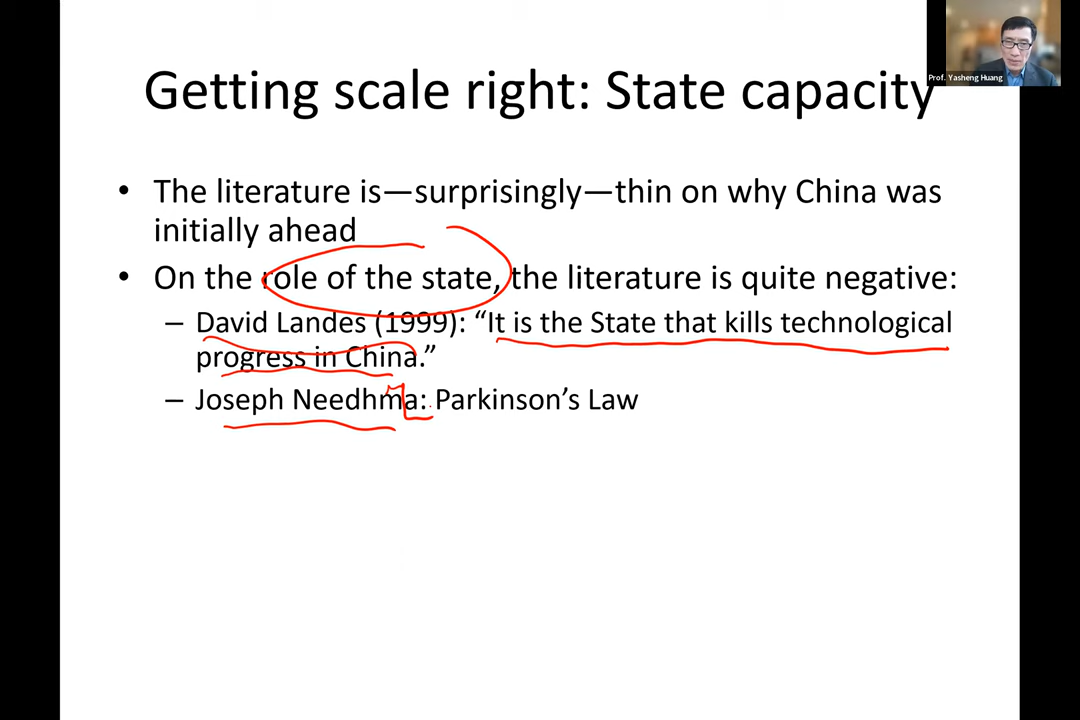 Prof. Yasheng Huang
Getting scale right: State capacity
• The literature is—surprisingly—thin on why China was
initially ahead
• On the role of the state, the literature is quite negative:
– David Landes (1999): “It is the State that kills technological
progress in China.”
– Joseph Needhma: Parkinson’s Law